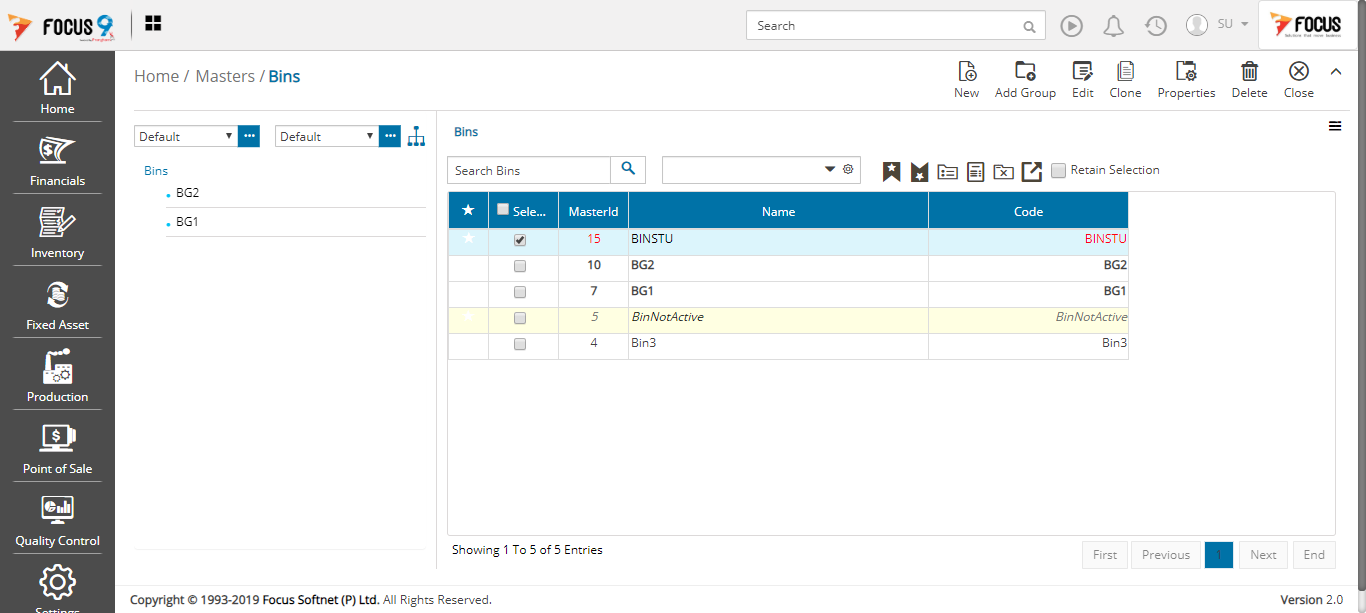 FOCUS 9
Search
SU
FOCUS
Home
Financials
Inventory
Fixed Asset
Production
Point of Sale
Quality Control
Settings
Home / Masters / Bins
New
Add Group
Edit
Clone
Properties
Delete
Close
Default
Default
Bins
BG2
BG1
Bins
Search Bins
Retain Selection
Sele... MasterId Name Code
15 BINSTU BINSTU
10 BG2 BG2
7 BG1 BG1
5 BinNotActive BinNotActive
4 Bin3 Bin3
Showing 1 To 5 of 5 Entries
First Previous 1 Next End
Copyright © 1993-2019 Focus Softnet (P) Ltd. All Rights Reserved.
Version 2.0